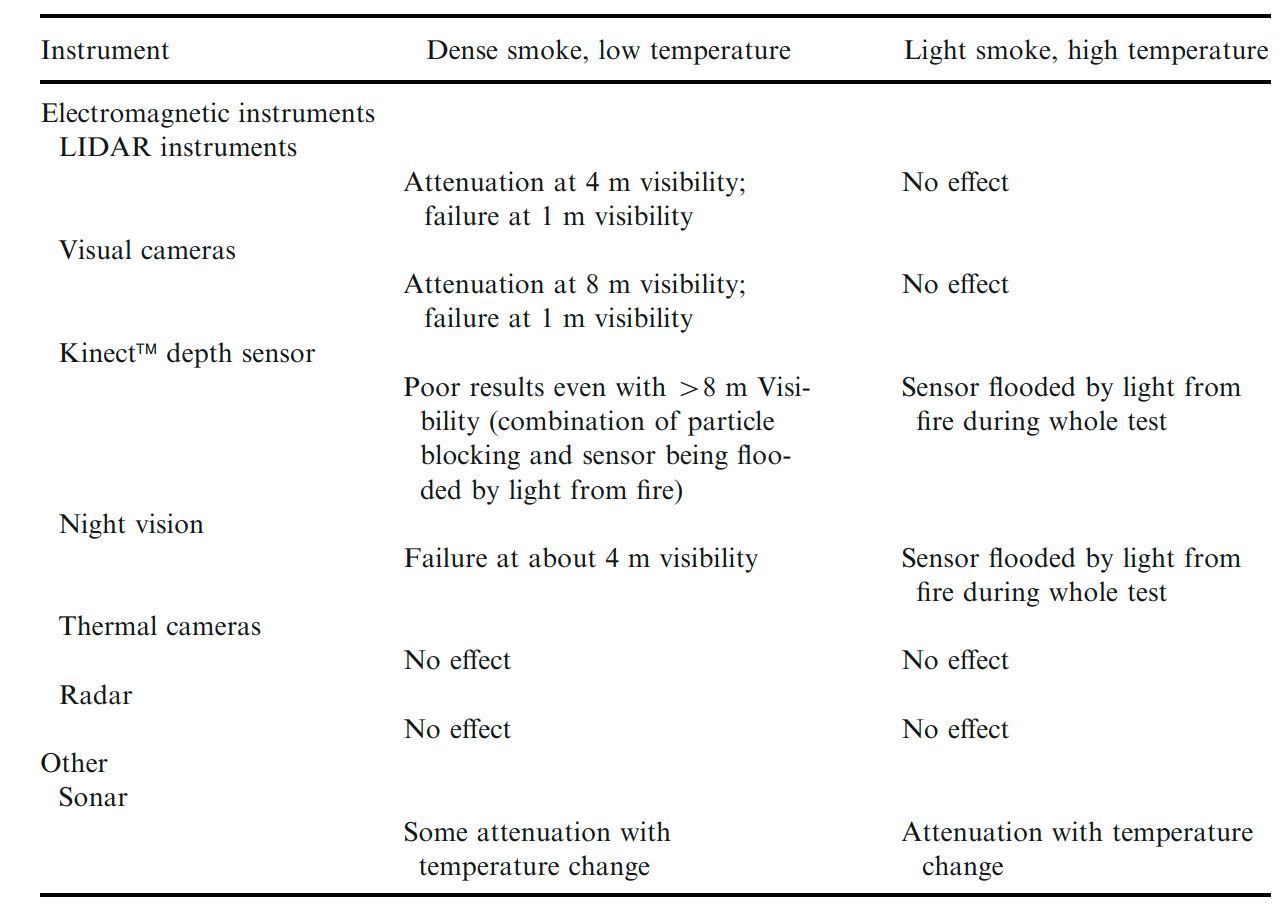 Instrument Dense smoke, low temperature Light smoke, high temperature
Electromagnetic instruments
LIDAR instruments
Attenuation at 4 m visibility; No effect
failure at 1 m visibility
Visual cameras
Attenuation at 8 m visibility; No effect
failure at 1 m visibility
Kinect™ depth sensor
Poor results even with >8 m Visi- Sensor flooded by light from
bility (combination of particle fire during whole test
blocking and sensor being floo-
ded by light from fire)
Night vision
Failure at about 4 m visibility Sensor flooded by light from
fire during whole test
Thermal cameras
No effect No effect
Radar
No effect No effect
Other
Sonar
Some attenuation with Attenuation with temperature
temperature change change